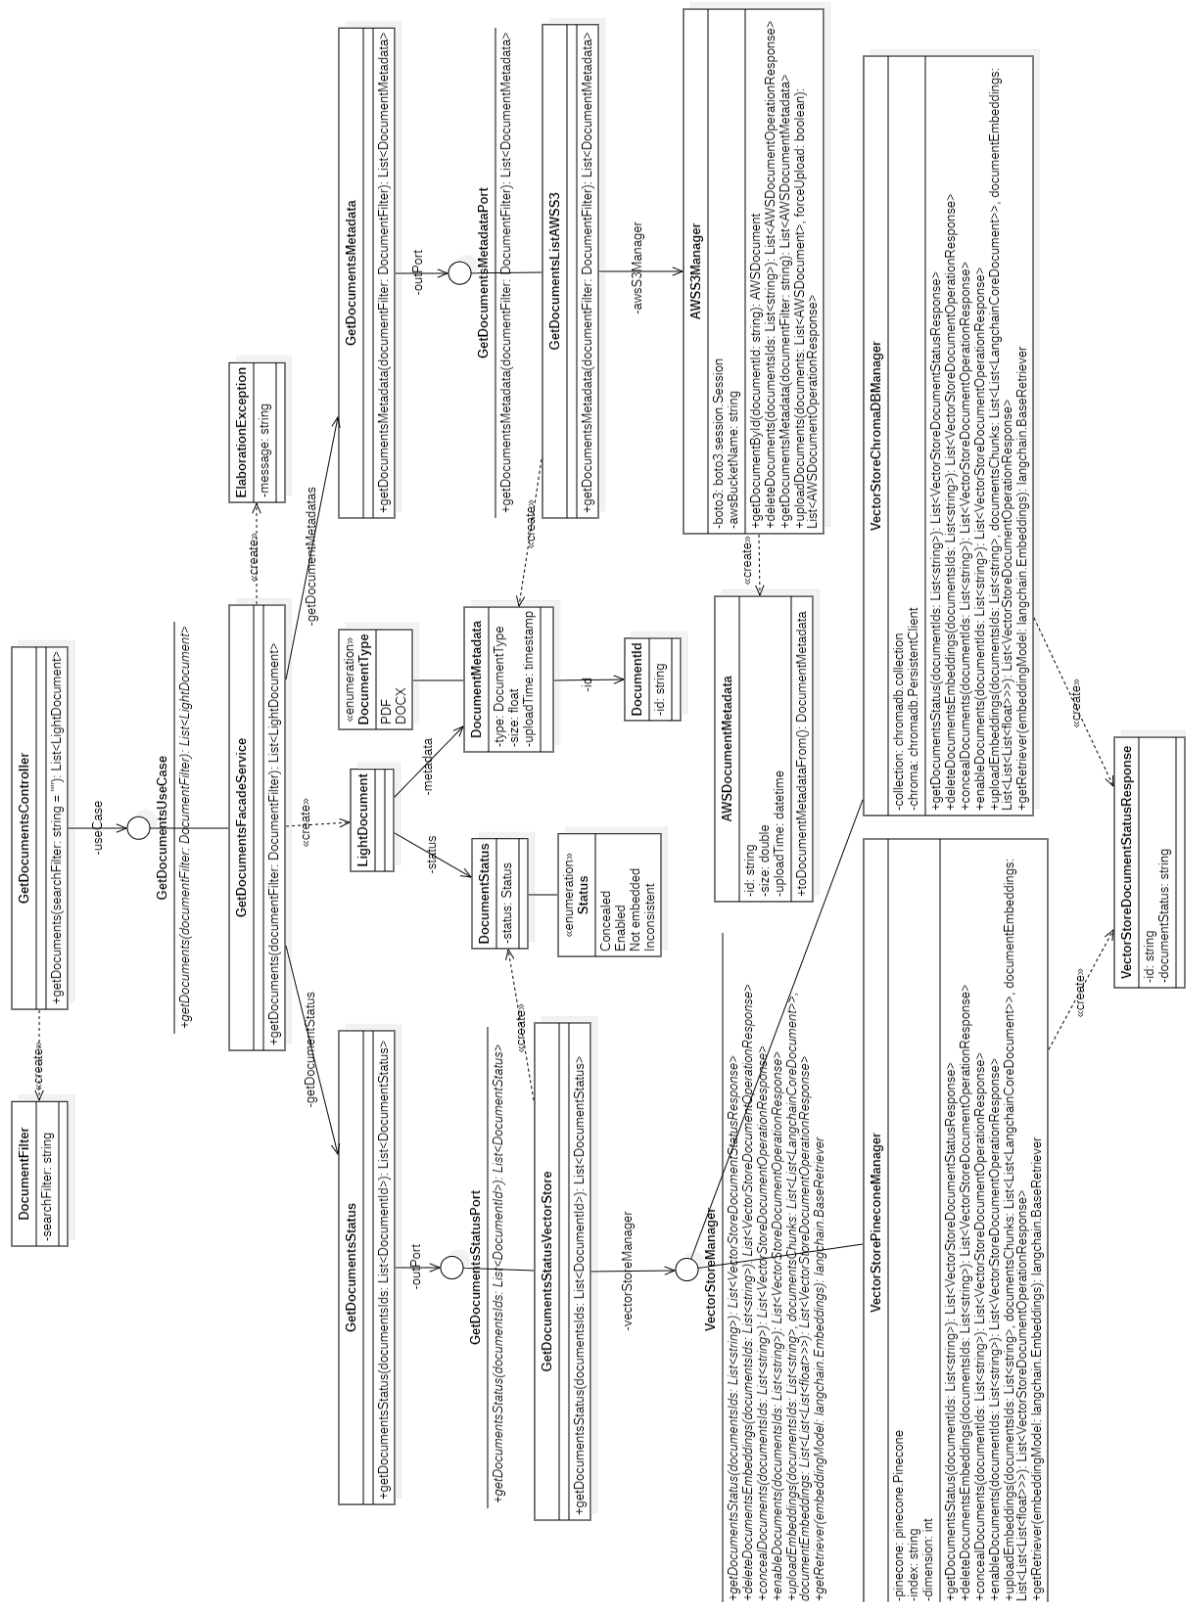 DocumentFilter
-searchFilter: string
«create»
GetDocumentsController
+getDocuments(searchFilter: string = ""): List<LightDocument>
-useCase
GetDocumentsUseCase
+getDocuments(documentFilter: DocumentFilter): List<LightDocument>
GetDocumentsFacadeService
+getDocuments(documentFilter: DocumentFilter): List<LightDocument>
«create»
ElaborationException
-message: string
-getDocumentStatus
«create»
-getDocumentMetadatas
GetDocumentsStatus
+getDocumentsStatus(documentsIds: List<DocumentId>): List<DocumentStatus>
-outPort
GetDocumentsStatusPort
+getDocumentsStatus(documentsIds: List<DocumentId>): List<DocumentStatus>
GetDocumentsStatusVectorStore
+getDocumentsStatus(documentsIds: List<DocumentId>): List<DocumentStatus>
«create»
-vectorStoreManager
LightDocument
-status
-metadata
DocumentStatus
-status: Status
«enumeration»
Status
Concealed
Enabled
Not embedded
Inconsistent
«enumeration»
DocumentType
PDF
DOCX
DocumentMetadata
-type: DocumentType
-size: float
-uploadTime: timestamp
-id
DocumentId
-id: string
GetDocumentsMetadata
+getDocumentsMetadata(documentFilter: DocumentFilter): List<DocumentMetadata>
-outPort
GetDocumentsMetadataPort
+getDocumentsMetadata(documentFilter: DocumentFilter): List<DocumentMetadata>
GetDocumentsListAWSS3
+getDocumentsMetadata(documentFilter: DocumentFilter): List<DocumentMetadata>
«create»
-awsS3Manager
AWSS3Manager
-boto3: boto3.session.Session
-awsBucketName: string
+getDocumentById(documentId: string): AWSDocument
+deleteDocuments(documentsIds: List<string>): List<AWSDocumentOperationResponse>
+getDocumentsMetadata(documentFilter: string): List<AWSDocumentMetadata>
+uploadDocuments(documents: List<AWSDocument>, forceUpload: boolean):
List<AWSDocumentOperationResponse>
«create»
AWSDocumentMetadata
-id: string
-size: double
-uploadTime: datetime
+toDocumentMetadataFrom(): DocumentMetadata
VectorStoreManager
+getDocumentsStatus(documentsIds: List<string>): List<VectorStoreDocumentStatusResponse>
+deleteDocumentsEmbeddings(documentsIds: List<string>): List<VectorStoreDocumentOperationResponse>
+concealDocuments(documentsIds: List<string>): List<VectorStoreDocumentOperationResponse>
+enableDocuments(documentsIds: List<string>): List<VectorStoreDocumentOperationResponse>
+uploadEmbeddings(documentsIds: List<string>, documentsChunks: List<List<LangchainCoreDocument>>,
documentEmbeddings: List<List<List<float>>>): List<VectorStoreDocumentOperationResponse>
+getRetriever(embeddingModel: langchain.Embeddings): langchain.BaseRetriever
VectorStorePineconeManager
-pinecone: pinecone.Pinecone
-index: string
-dimension: int
+getDocumentsStatus(documentIds: List<string>): List<VectorStoreDocumentStatusResponse>
+deleteDocumentsEmbeddings(documentsIds: List<string>): List<VectorStoreDocumentOperationResponse>
+concealDocuments(documentIds: List<string>): List<VectorStoreDocumentOperationResponse>
+enableDocuments(documentIds: List<string>): List<VectorStoreDocumentOperationResponse>
+uploadEmbeddings(documentsIds: List<string>, documentsChunks: List<List<LangchainCoreDocument>>, documentEmbeddings:
List<List<List<float>>>): List<VectorStoreDocumentOperationResponse>
+getRetriever(embeddingModel: langchain.Embeddings): langchain.BaseRetriever
«create»
VectorStoreChromaDBManager
-collection: chromadb.collection
-chroma: chromadb.PersistentClient
+getDocumentsStatus(documentIds: List<string>): List<VectorStoreDocumentStatusResponse>
+deleteDocumentsEmbeddings(documentsIds: List<string>): List<VectorStoreDocumentOperationResponse>
+concealDocuments(documentIds: List<string>): List<VectorStoreDocumentOperationResponse>
+enableDocuments(documentIds: List<string>): List<VectorStoreDocumentOperationResponse>
+uploadEmbeddings(documentsIds: List<string>, documentsChunks: List<List<LangchainCoreDocument>>, documentEmbeddings:
List<List<List<float>>>): List<VectorStoreDocumentOperationResponse>
+getRetriever(embeddingModel: langchain.Embeddings): langchain.BaseRetriever
«create»
VectorStoreDocumentStatusResponse
-id: string
-documentStatus: string